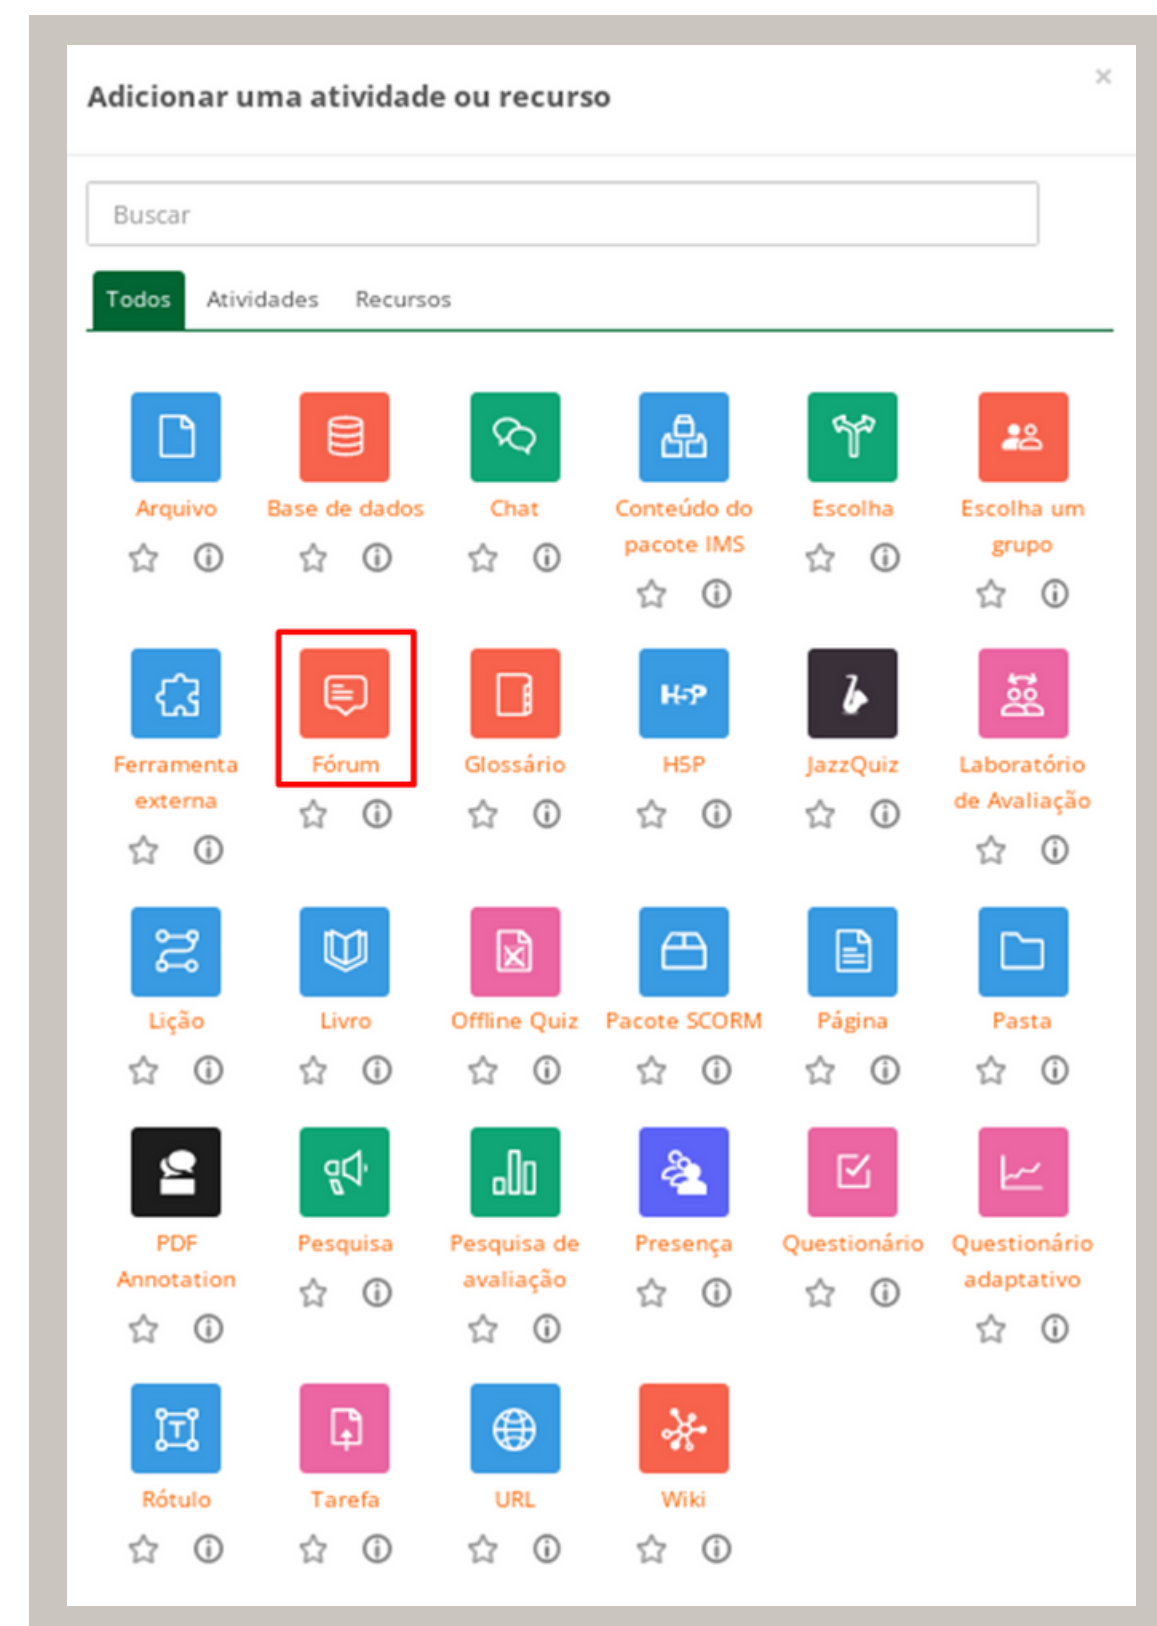 Adicionar uma atividade ou recurso
×
Buscar
Todos Atividades Recursos
Arquivo Base de dados Chat Conteúdo do pacote IMS Escolha Escolha um grupo
H5P
Ferramenta externa Fórum Glossário H5P JazzQuiz Laboratório de Avaliação
Lição Livro Offline Quiz Pacote SCORM Página Pasta
PDF Annotation Pesquisa Pesquisa de avaliação Presença Questionário Questionário adaptativo
T
Rótulo Tarefa URL Wiki